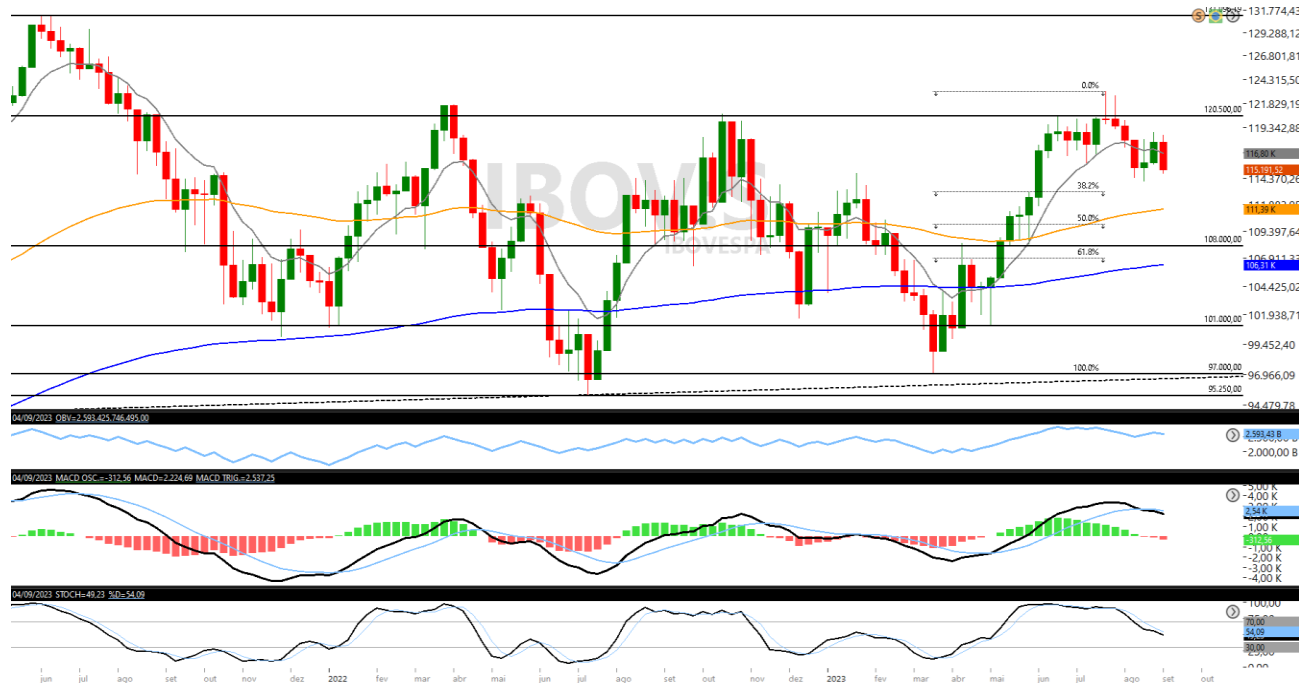 131.774,43
129.288,12
126.801,81
0.0%
124.315,50
121.829,19
120.500,00
119.342,88
IBOV:S
116,80 K
115.191,52
114.370,26
38.2%
111,39 K
50.0%
109.397,64
108.000,00
IBOVESPA
61.8%
106,31 K
104.425,02
101.938,71
101.000,00
99.452,40
100.0%
97.000,00
96.966,09
95.250,00
94.479,78
04/09/2023 OBV=2.593.425.746.495,00
2.593,43 B
2.000,00 B
04/09/2023 MACD OSC.=-312,56 MACD=2.224,69 MACD TRIG.=2.537,25
5,00 K
4,00 K
2,54 K
1,00 K
-312,56
-1,00 K
-2,00 K
-3,00 K
-4,00 K
04/09/2023 STOCH=49,23 %D=54,09
100,00
70,00
54,09
30,00
0,00
jun jul ago set out nov dez 2022 fev mar abr mai jun jul ago set out nov dez 2023 fev mar abr mai jun jul ago set out